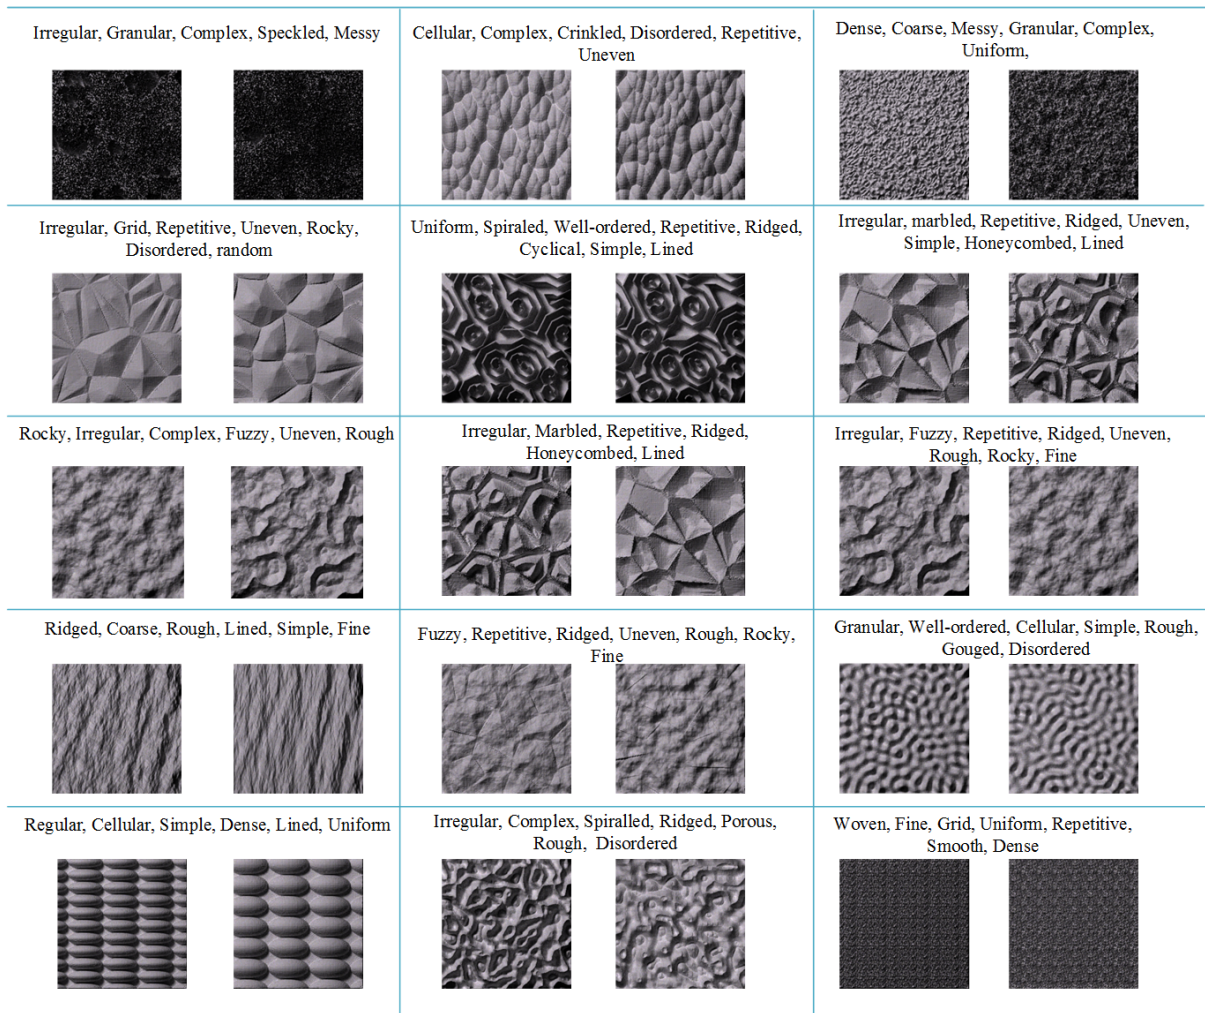 Irregular, Granular, Complex, Speckled, Messy
Cellular, Complex, Crinkled, Disordered, Repetitive,
Uneven
Dense, Coarse, Messy, Granular, Complex,
Uniform,
Irregular, Grid, Repetitive, Uneven, Rocky,
Disordered, random
Uniform, Spiraled, Well-ordered, Repetitive, Ridged,
Cyclical, Simple, Lined
Irregular, marbled, Repetitive, Ridged, Uneven,
Simple, Honeycombed, Lined
Rocky, Irregular, Complex, Fuzzy, Uneven, Rough
Irregular, Marbled, Repetitive, Ridged,
Honeycombed, Lined
Irregular, Fuzzy, Repetitive, Ridged, Uneven,
Rough, Rocky, Fine
Ridged, Coarse, Rough, Lined, Simple, Fine
Fuzzy, Repetitive, Ridged, Uneven, Rough, Rocky,
Fine
Granular, Well-ordered, Cellular, Simple, Rough,
Gouged, Disordered
Regular, Cellular, Simple, Dense, Lined, Uniform
Irregular, Complex, Spiralled, Ridged, Porous,
Rough, Disordered
Woven, Fine, Grid, Uniform, Repetitive,
Smooth, Dense